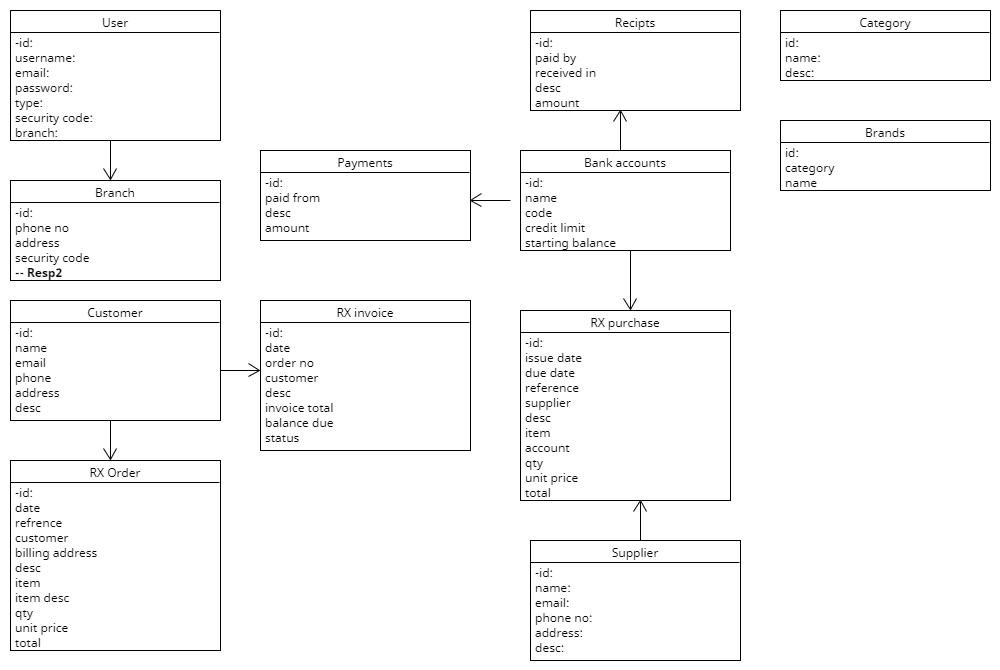 User
-id:
username:
email:
password:
type:
security code:
branch:
Branch
-id:
phone no
address
security code
-- Resp2
Customer
-id:
name
email
phone
address
desc
RX Order
-id:
date
refrence
customer
billing address
desc
item
item desc
qty
unit price
total
Payments
-id:
paid from
desc
amount
RX invoice
-id:
date
order no
customer
desc
invoice total
balance due
status
Recipts
-id:
paid by
received in
desc
amount
Bank accounts
-id:
name
code
credit limit
starting balance
RX purchase
-id:
issue date
due date
reference
supplier
desc
item
account
qty
unit price
total
Supplier
-id:
name:
email:
phone no:
address:
desc:
Category
id:
name:
desc:
Brands
id:
category
name